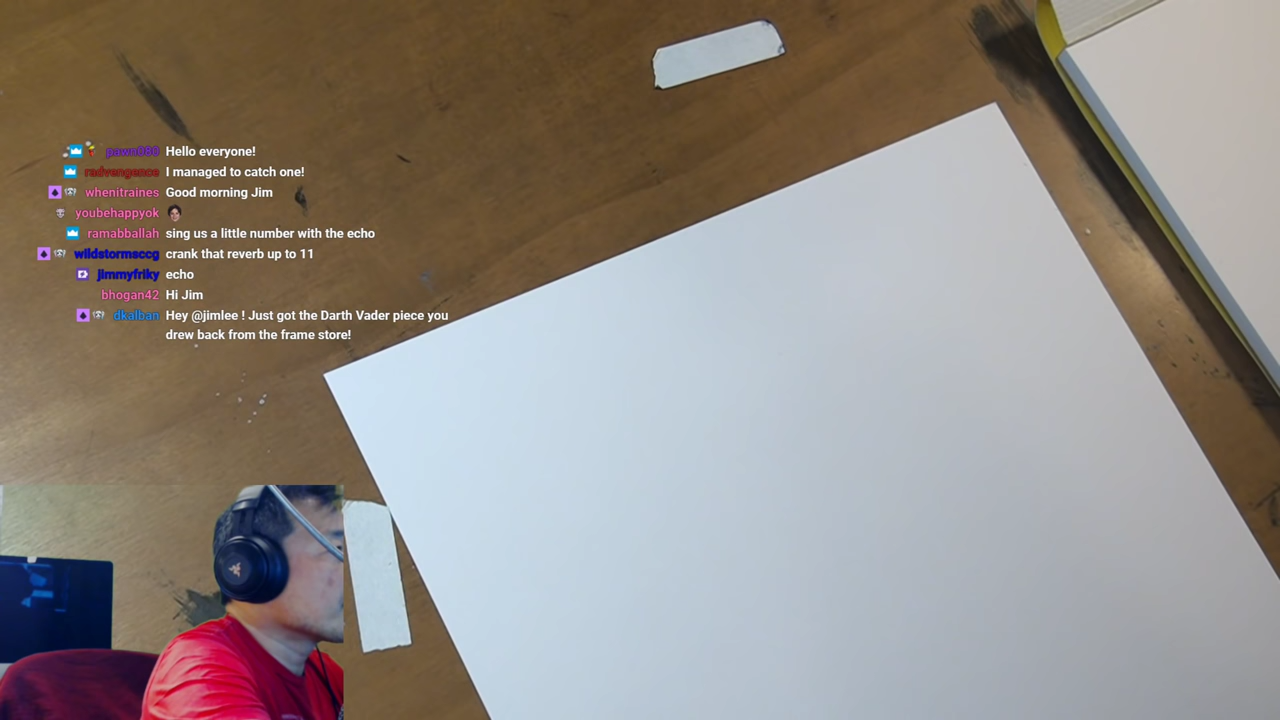 pawn080 Hello everyone!
radvengence I managed to catch one!
whenitraines Good morning Jim
youbehappyok
ramabballah sing us a little number with the echo
wildstormsccg crank that reverb up to 11
jimmyfriky echo
bhogan42 Hi Jim
dkalban Hey @jimlee ! Just got the Darth Vader piece you
drew back from the frame store!